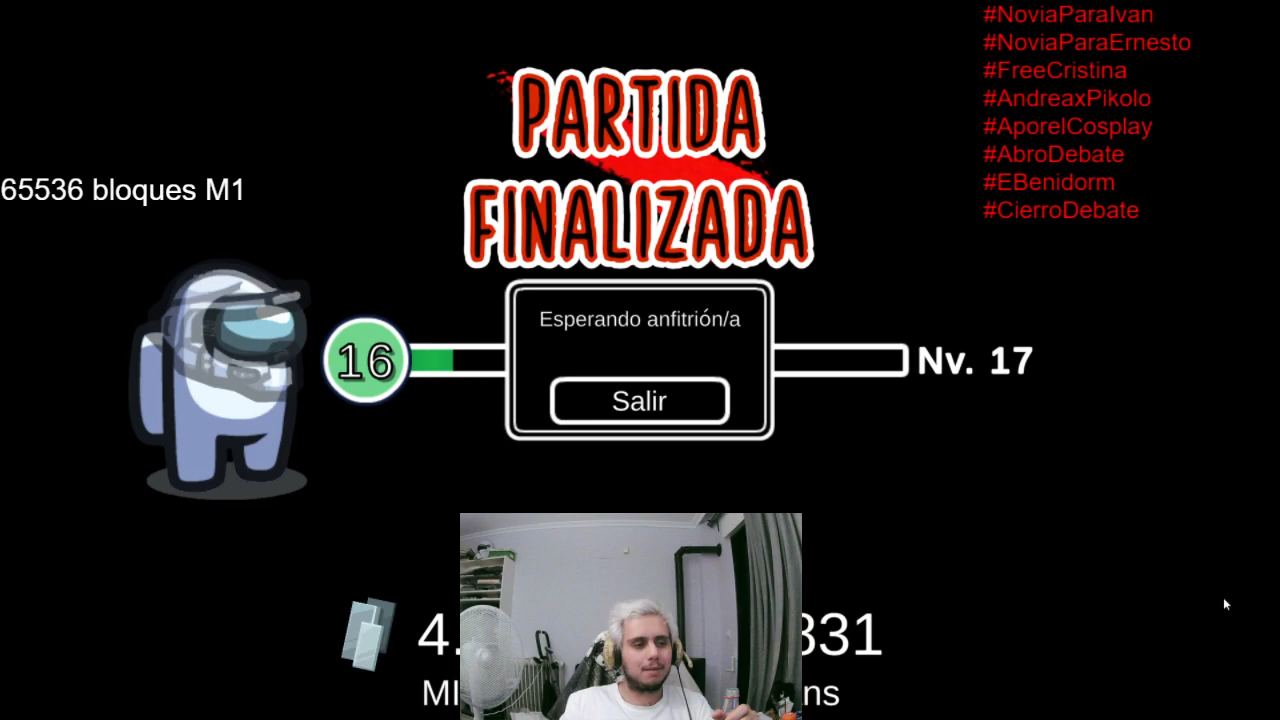 #NoviaParaIvan
#NoviaParaErnesto
#FreeCristina
#AndreaxPikolo
#AporelCosplay
#AbroDebate
#EBenidorm
#CierroDebate
PARTIDA
FINALIZADA
65536 bloques M1
Esperando anfitrión/a
16
Nv. 17
Salir